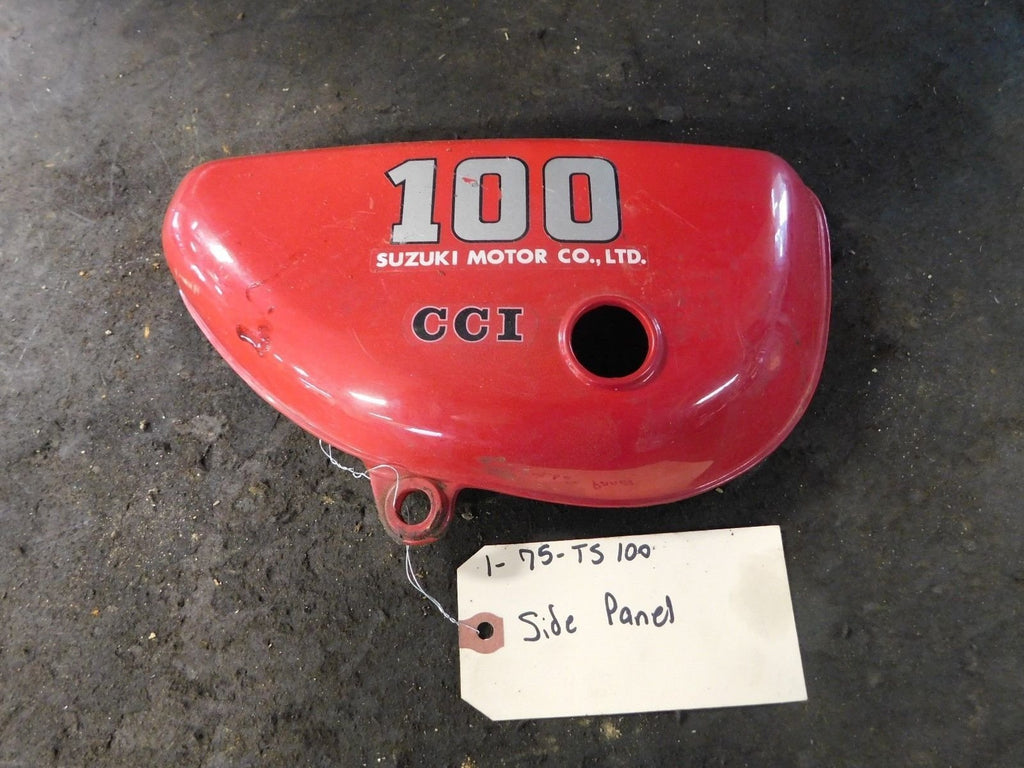 100
SUZUKI MOTOR CO., LTD.
CCI
1- 75-TS 100
Side Panel